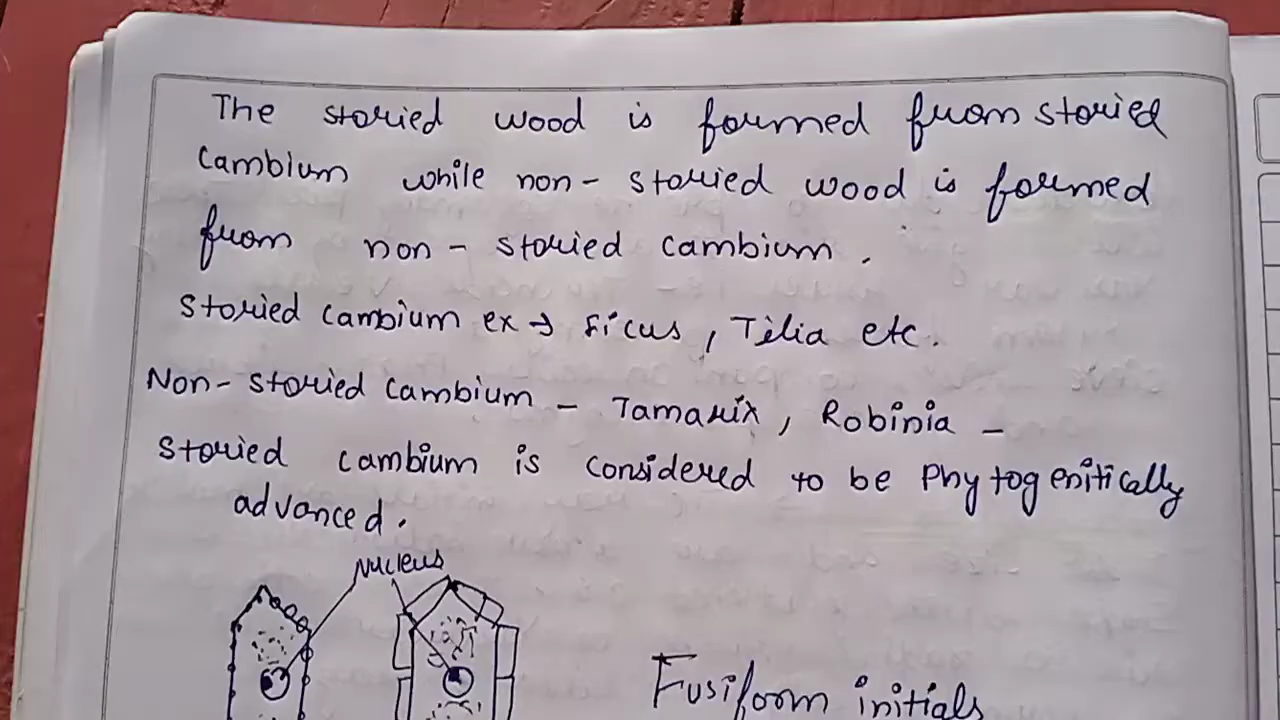 The storied wood is formed from storied
Cambium while non- storied wood is formed
from non - storied cambium .
Storied cambium ex → Ficus , Tilia etc.
Non- storied cambium - Tamarix , Robinia -
Storied cambium is considered to be Phytogenitically
advanced .
Nucleus
Fusiform initials